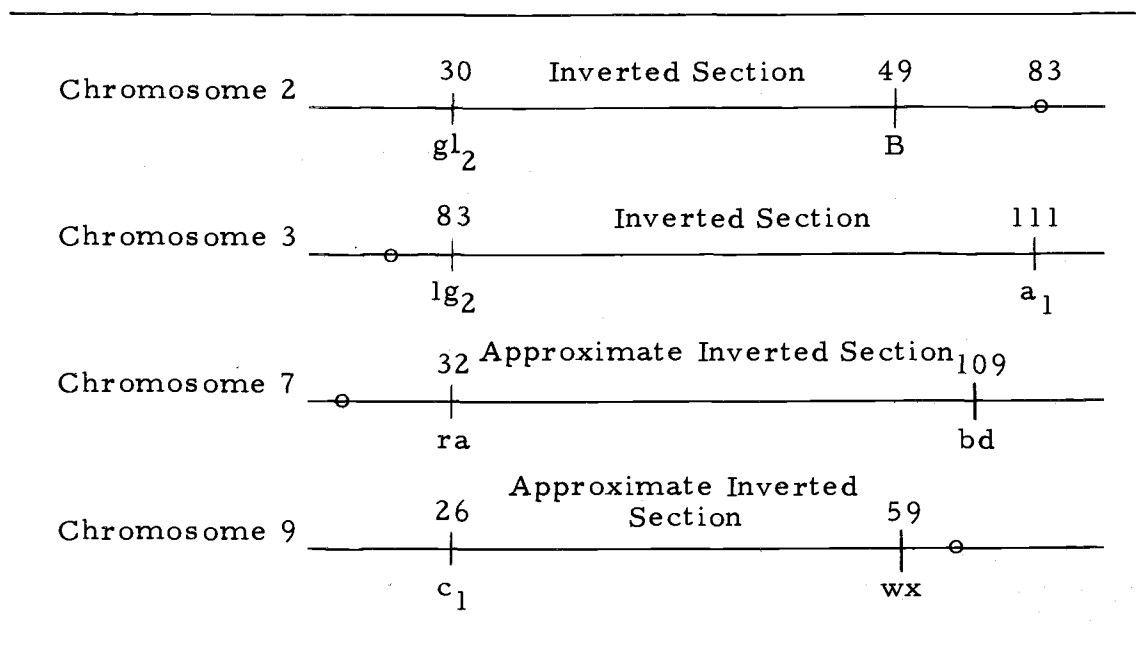 30 Inverted Section 49 83
Chromosome 2
gl2 B
83 Inverted Section 111
Chromosome 3
lg2 a1
32 Approximate Inverted Section 109
Chromosome 7
ra bd
Approximate Inverted
26 Section 59
Chromosome 9
c1 wx